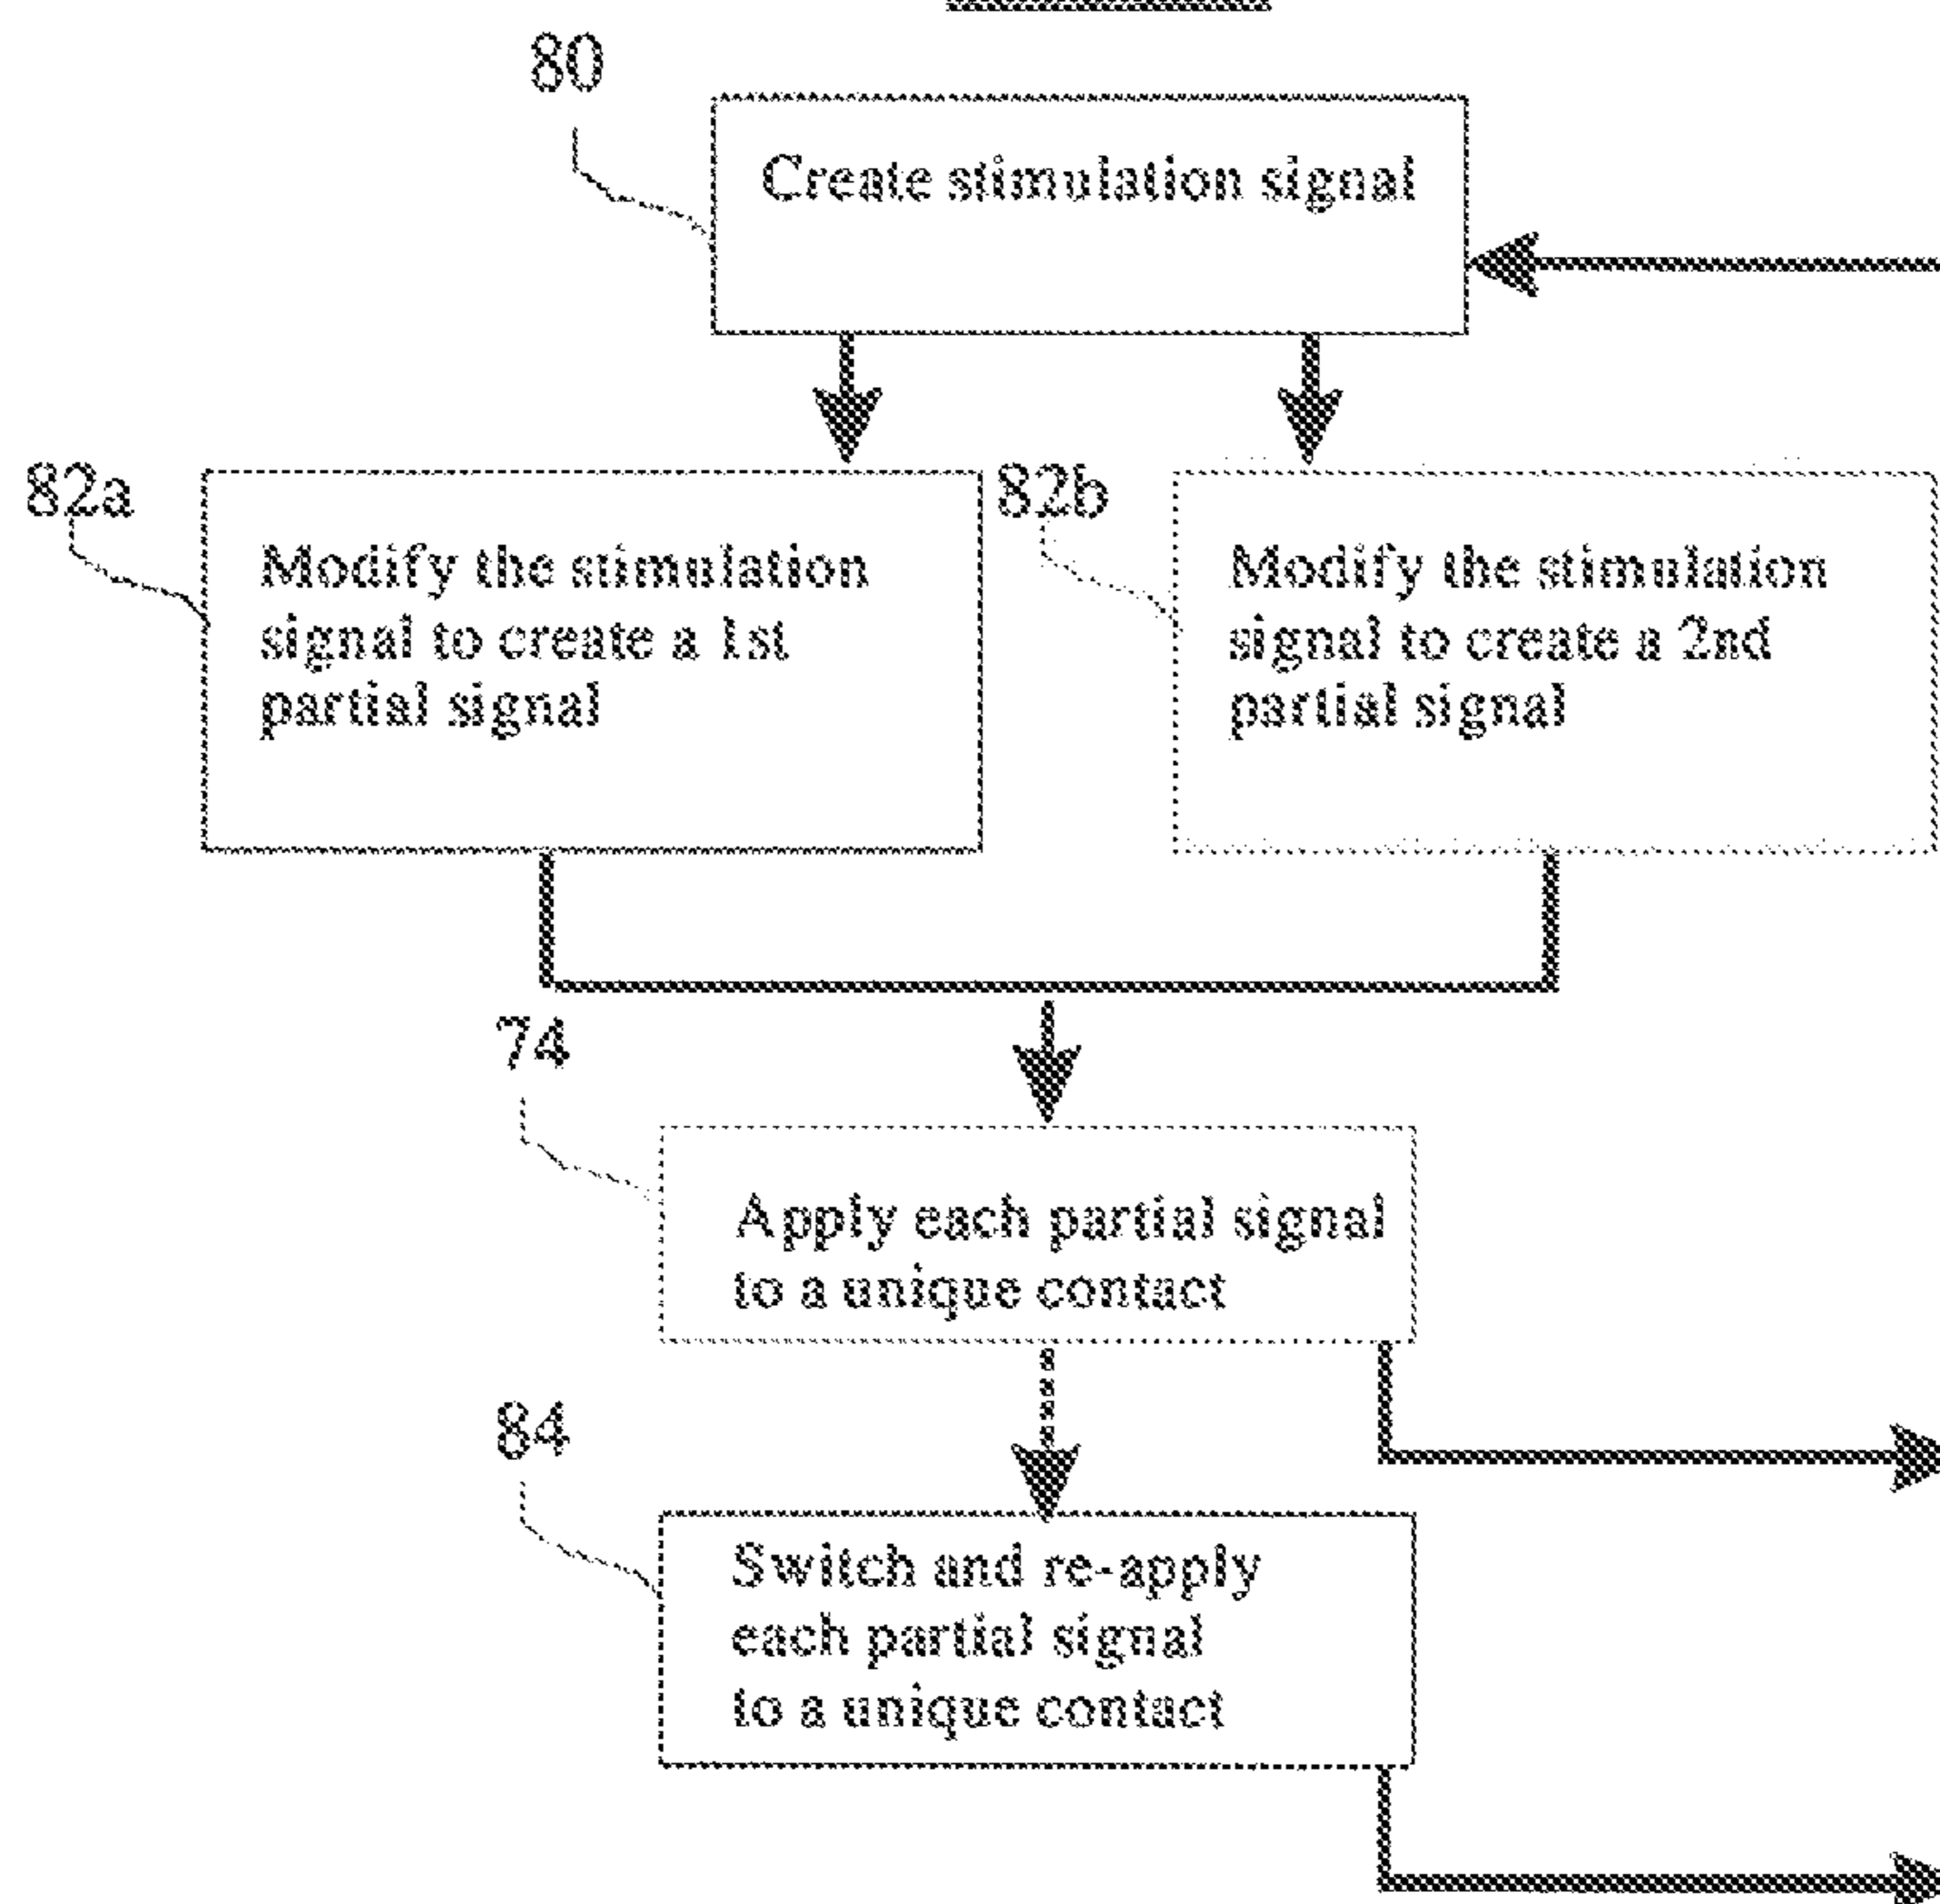 80
Create stimulation signal
82a
Modify the stimulation
signal to create a 1st
partial signal
82b
Modify the stimulation
signal to create a 2nd
partial signal
74
Apply each partial signal
to a unique contact
84
Switch and re-apply
each partial signal
to a unique contact